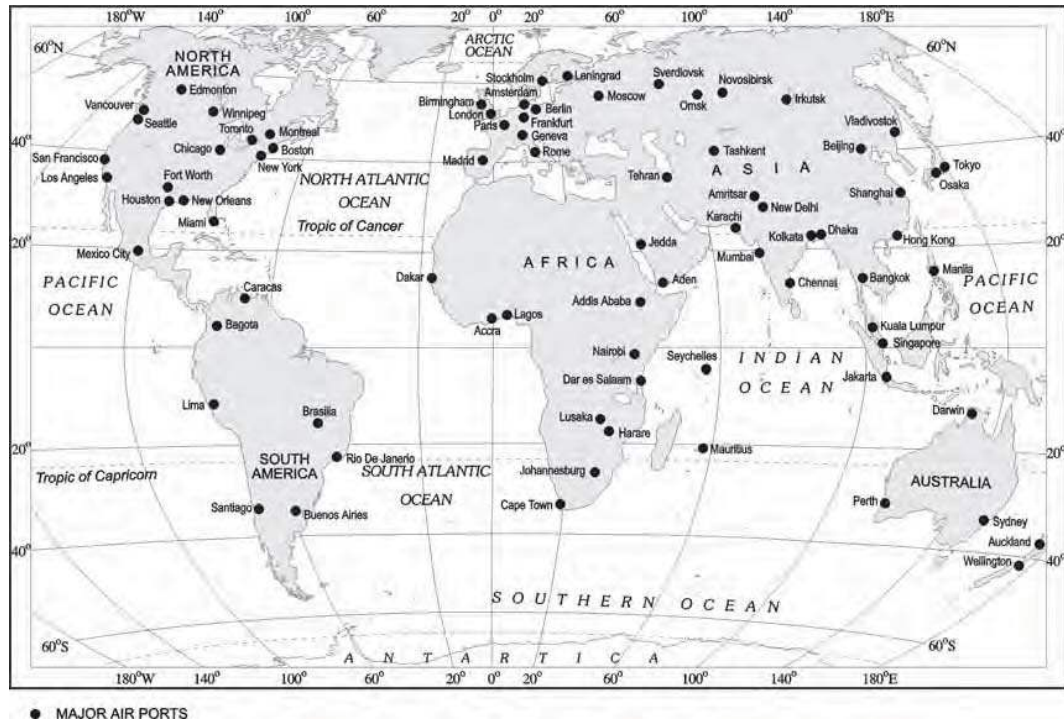 180°W 140° 100° 60° 20° 0° 20° 60° 100° 140° 180°E
ARCTIC
OCEAN
60°N
60°N
NORTH
AMERICA
Edmonton
Vancouver
Seattle
Winnipeg
Toronto
Montreal
Chicago
Boston
New York
San Francisco
Los Angeles
Fort Worth
Houston
New Orleans
Miami
Mexico City
Stockholm
Leningrad
Amsterdam
Birmingham
London
Berlin
Paris
Frankfurt
Geneva
Madrid
Rome
Moscow
Sverdlovsk
Novosibirsk
Omsk
Irkutsk
Vladivostok
Beijing
Tashkent
ASIA
Tehran
Tokyo
Osaka
Shanghai
Amritsar
New Delhi
Karachi
Kolkata
Dhaka
Hong Kong
Mumbai
Jedda
Aden
Chennai
Bangkok
Manila
40°
40°
20°
20°
NORTH ATLANTIC
OCEAN
Tropic of Cancer
PACIFIC
OCEAN
PACIFIC
OCEAN
AFRICA
Dakar
Addis Ababa
Lagos
Accra
Caracas
Bagota
Nairobi
Seychelles
INDIAN
OCEAN
Kuala Lumpur
Singapore
Jakarta
Dar es Salaam
Lima
Brasilia
Lusaka
Harare
Darwin
Mauritius
20°
20°
Rio De Janerio
SOUTH
AMERICA
SOUTH ATLANTIC
OCEAN
Tropic of Capricorn
Johannesburg
AUSTRALIA
Santiago
Buenos Airies
Cape Town
Perth
Sydney
Auckland
Wellington
40°
40°
SOUTHERN OCEAN
60°S
60°S
ANTARTICA
180°W 140° 100° 60° 20° 0° 20° 60° 100° 140° 180°E
MAJOR AIR PORTS